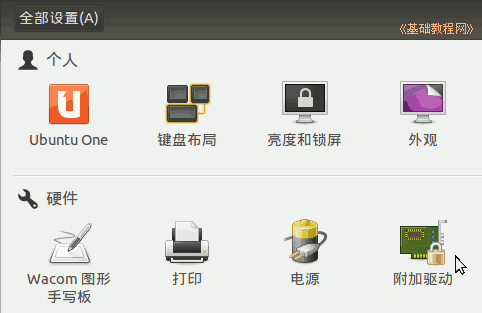 全部设置(A)
《基础教程网》
个人
Ubuntu One
键盘布局
亮度和锁屏
外观
硬件
Wacom 图形
手写板
打印
电源
附加驱动